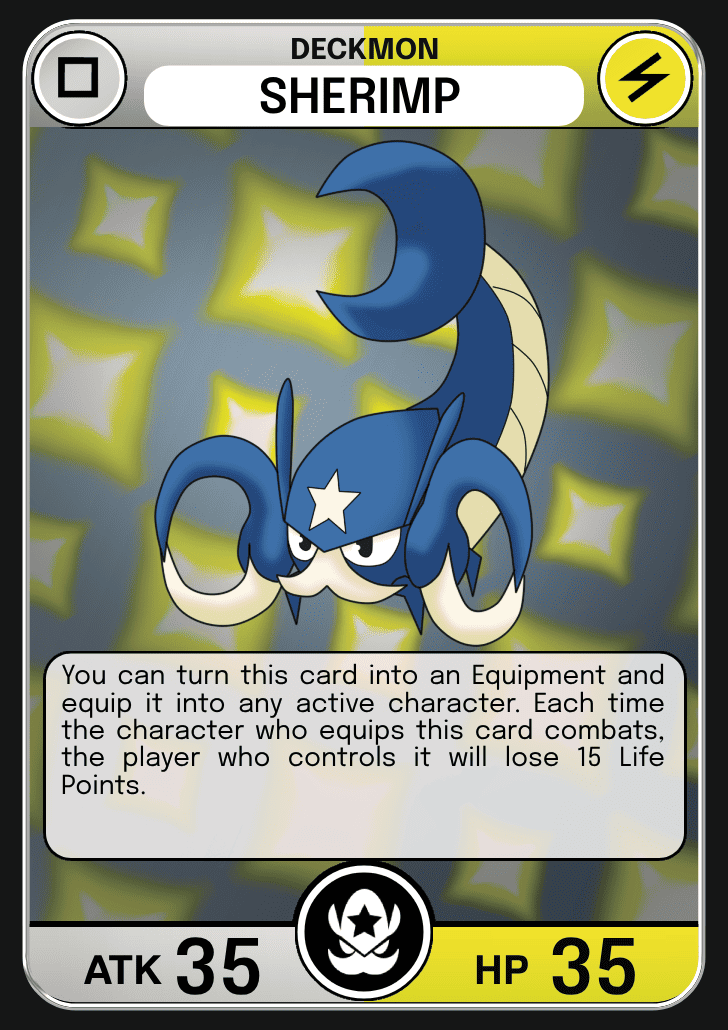 DECKMON
SHERIMP
You can turn this card into an Equipment and
equip it into any active character. Each time
the character who equips this card combats,
the player who controls it will lose 15 Life
Points.
ATK 35
HP 35